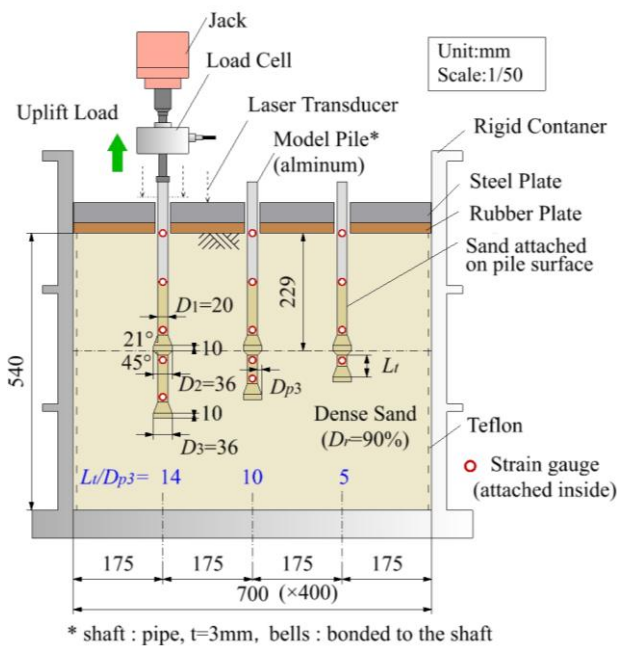 Jack
Load Cell
Unit:mm
Scale:1/50
Uplift Load
Laser Transducer
Model Pile*
(alminum)
Rigid Contaner
Steel Plate
Rubber Plate
Sand attached
on pile surface
229
D1=20
21°
10
45°
Lt
540
D2=36
Dp3
10
Dense Sand
(Dr=90%)
D3=36
Teflon
Strain gauge
(attached inside)
Lt/Dp3= 14 10 5
175 175 175 175
700 (×400)
* shaft : pipe, t=3mm, bells : bonded to the shaft